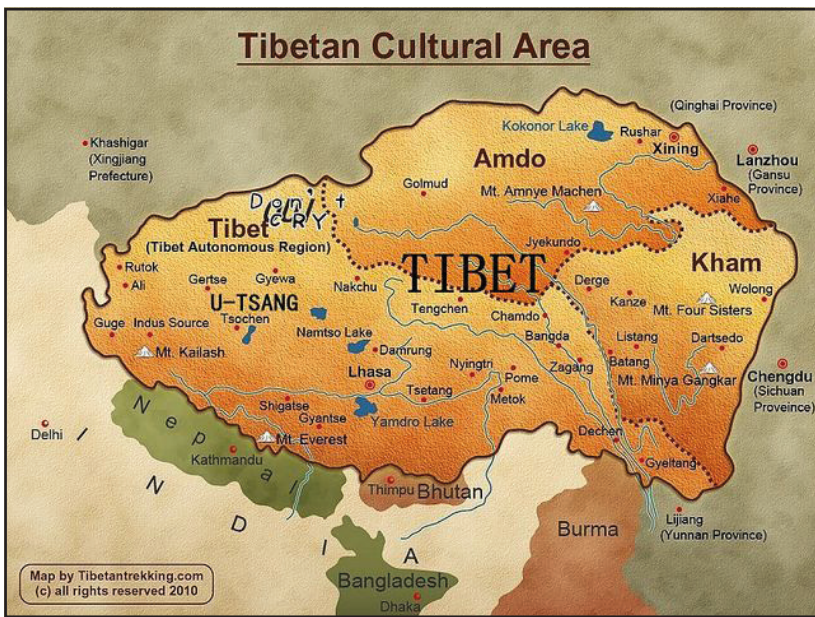 Tibetan Cultural Area
(Qinghai Province)
Kokonor Lake
Rushar
Xining
Khashigar
(Xingjiang
Prefecture)
Amdo
Lanzhou
(Gansu
Province)
Golmud
Mt. Amnye Machen
Xiahe
Tibet
(Tibet Autonomous Region)
Jyekundo
Kham
TIBET
Rutok
Ali
Gertse
Gyewa
Nakchu
Derge
Kanze
Wolong
Mt. Four Sisters
U-TSANG
Tengchen
Chamdo
Guge
Indus Source
Tsochen
Namtso Lake
Bangda
Listang
Dartsedo
Mt. Kailash
Damrung
Batang
Zagang
Nyingtri
Pome
Mt. Minya Gangkar
Chengdu
(Sichuan
Proveince)
Lhasa
Tsetang
Metok
Shigatse
Yamdro Lake
Gyantse
Mt. Everest
Dechen
Gyeltang
Delhi
Nepal
Kathmandu
Thimpu
Bhutan
INDIA
Burma
Lijiang
(Yunnan Province)
Bangladesh
Dhaka
Map by Tibetantrekking.com
(c) all rights reserved 2010